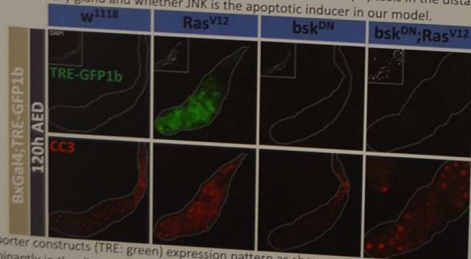 gland and whether JNK is the apoptotic inducer in our model.
w1118 RasV12 bskDN bskDN;RasV12
BxGal4;TRE-GFP1b
120h AED
DAPI
TRE-GFP1b
CC3
porter constructs (TRE: green) expression pattern as